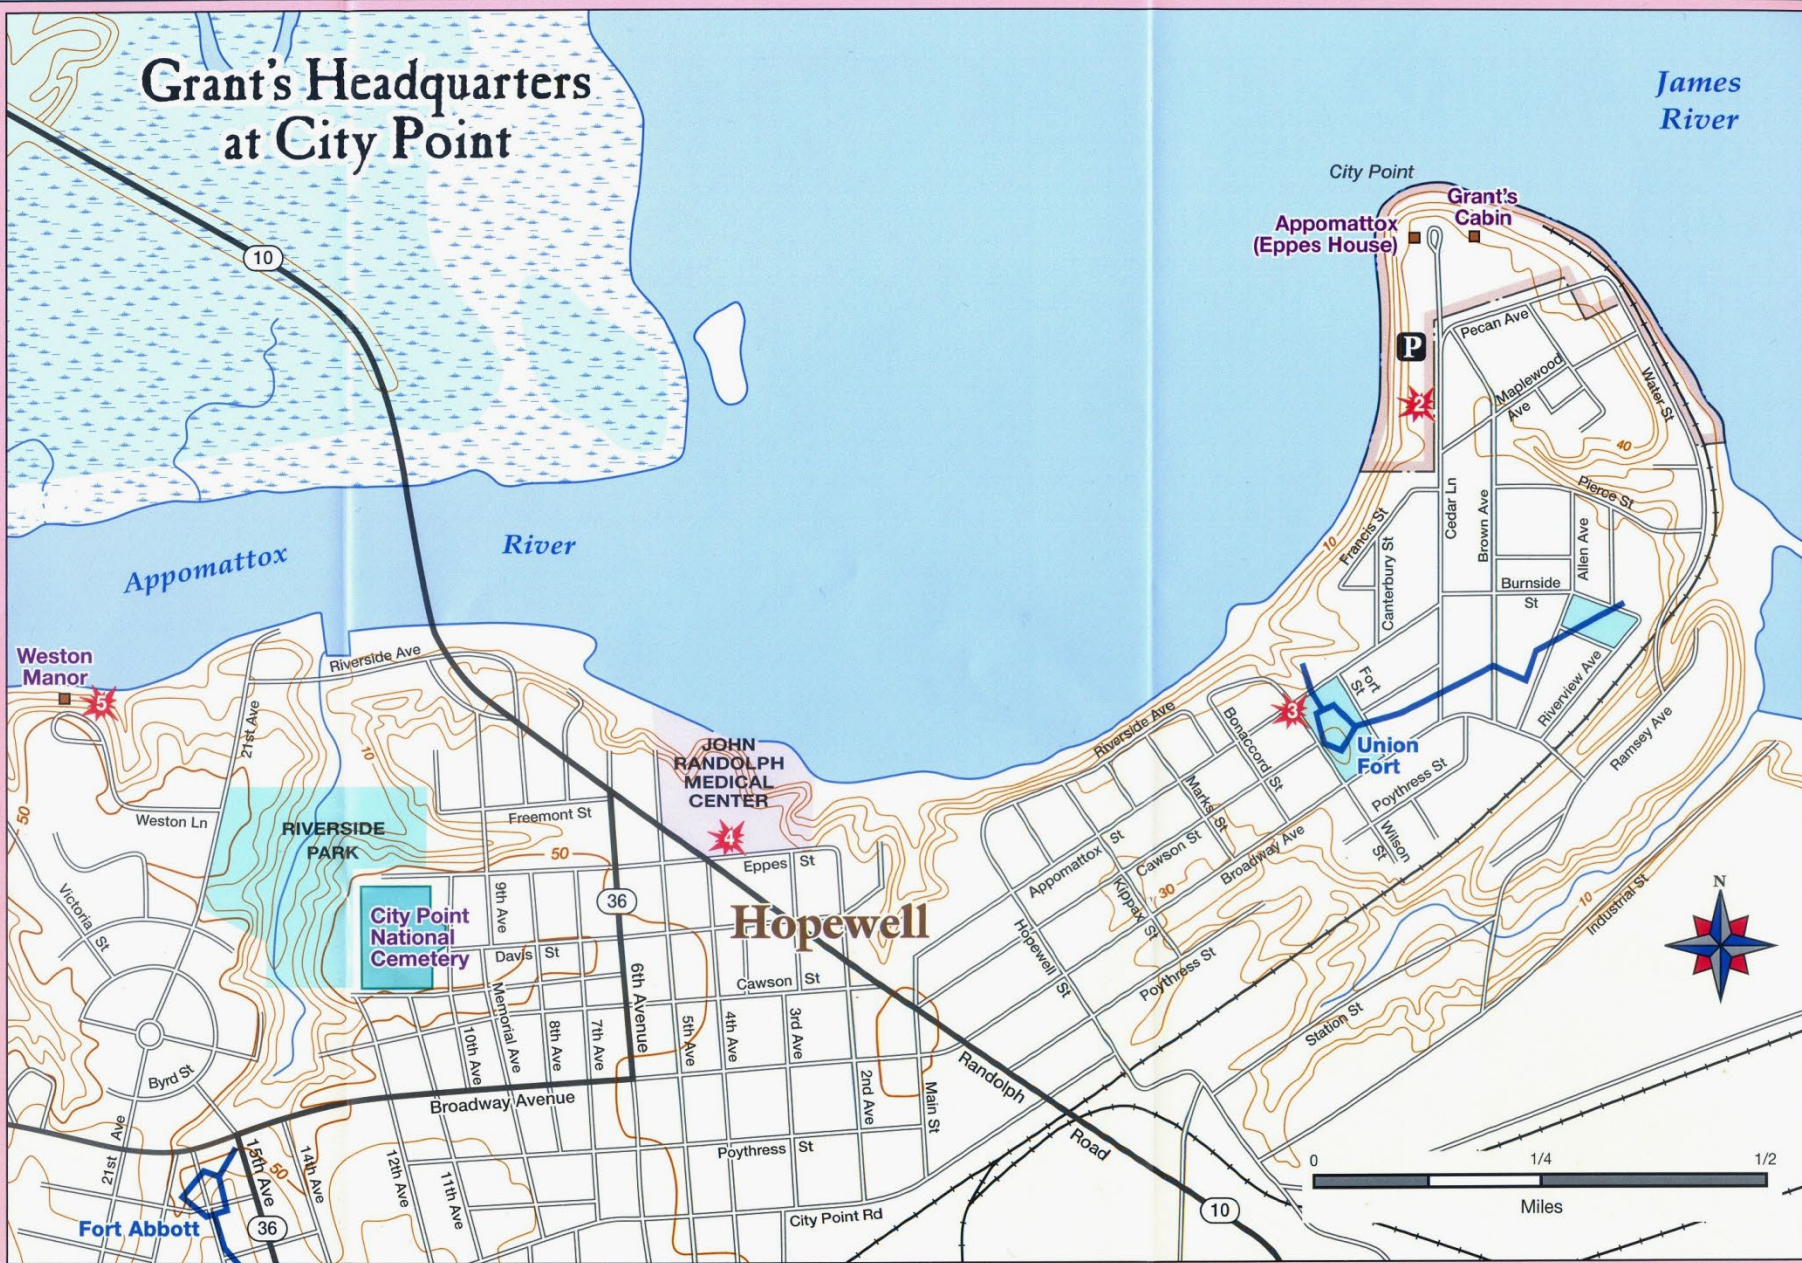 Grant's Headquarters
at City Point
James
River
City Point
Grant's
Cabin
Appomattox
(Eppes House)
10
P
Pecan Ave
Maplewood
Ave
Water St
2
40
Pierce St
Cedar Ln
Brown Ave
Allen Ave
10
Francis St
Canterbury St
Burnside
St
Appomattox
River
Weston
Manor
5
Riverside Ave
21st Ave
10
3
Fort
St
Riverview Ave
Ramsey Ave
Union
Fort
Riverside Ave
Bonaccord St
Marks St
Poythress St
Wilson
St
JOHN
RANDOLPH
MEDICAL
CENTER
4
50
Weston Ln
RIVERSIDE
PARK
Freemont St
50
Eppes St
Appomattox St
Cawson St
Broadway Ave
30
Kippax St
Hopewell St
Poythress St
10
Industrial St
N
Victoria St
City Point
National
Cemetery
9th Ave
36
Hopewell
Davis St
Memorial Ave
6th Avenue
Cawson St
Station St
10th Ave
8th Ave
7th Ave
5th Ave
4th Ave
3rd Ave
2nd Ave
Main St
Randolph
Road
Byrd St
Broadway Avenue
21st Ave
15th Ave
50
14th Ave
12th Ave
11th Ave
Poythress St
City Point Rd
Fort Abbott
36
10
0
1/4
1/2
Miles